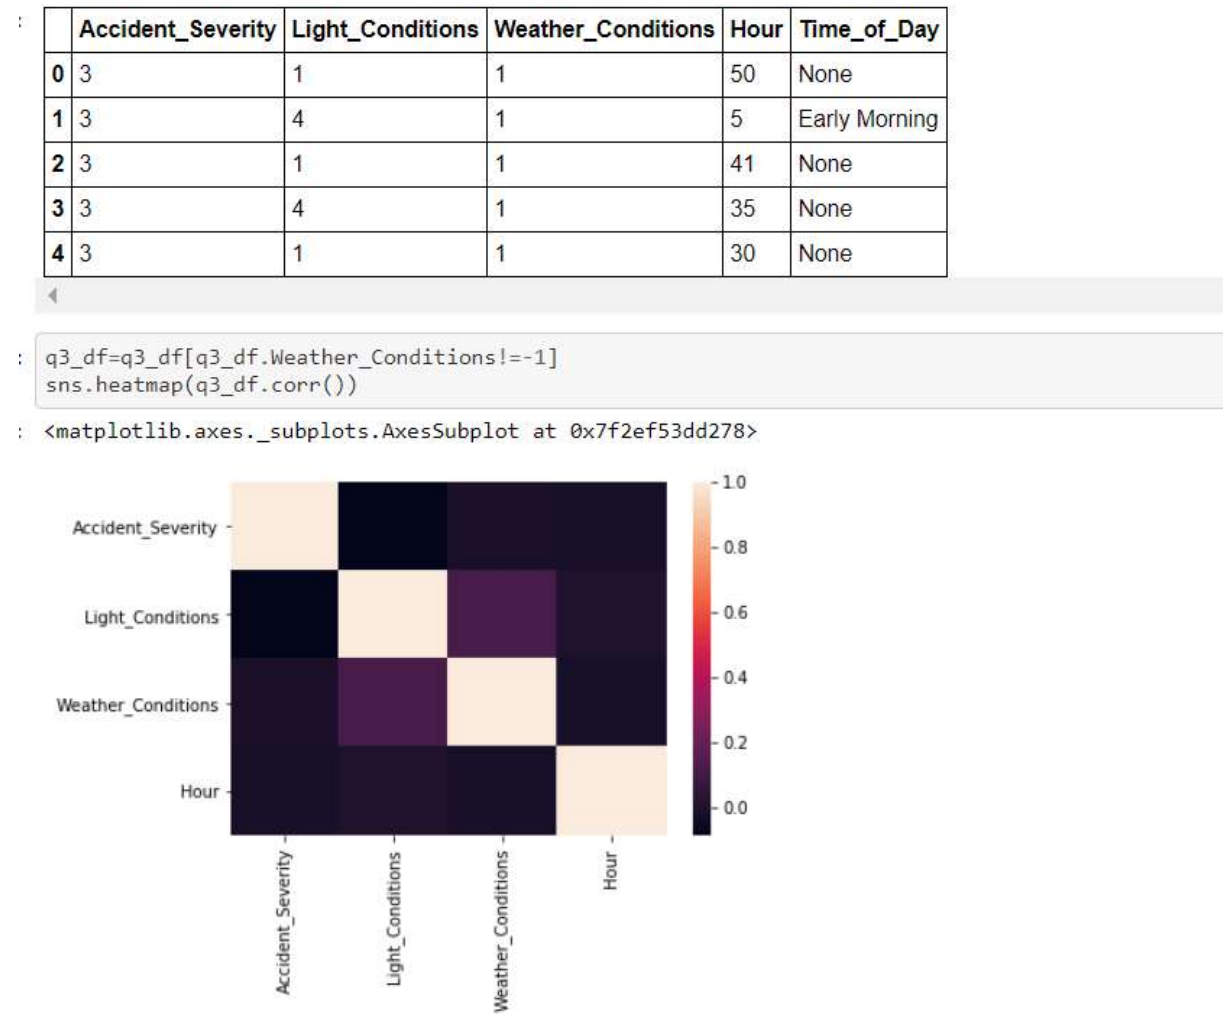 :
Accident_Severity Light_Conditions Weather_Conditions Hour Time_of_Day
0 3 1 1 50 None
1 3 4 1 5 Early Morning
2 3 1 1 41 None
3 3 4 1 35 None
4 3 1 1 30 None
: q3_df=q3_df[q3_df.Weather_Conditions!=-1]
sns.heatmap(q3_df.corr())
: <matplotlib.axes._subplots.AxesSubplot at 0x7f2ef53dd278>
1.0
Accident_Severity
0.8
Light_Conditions
0.6
0.4
Weather_Conditions
0.2
Hour
0.0
Accident_Severity
Light_Conditions
Weather_Conditions
Hour